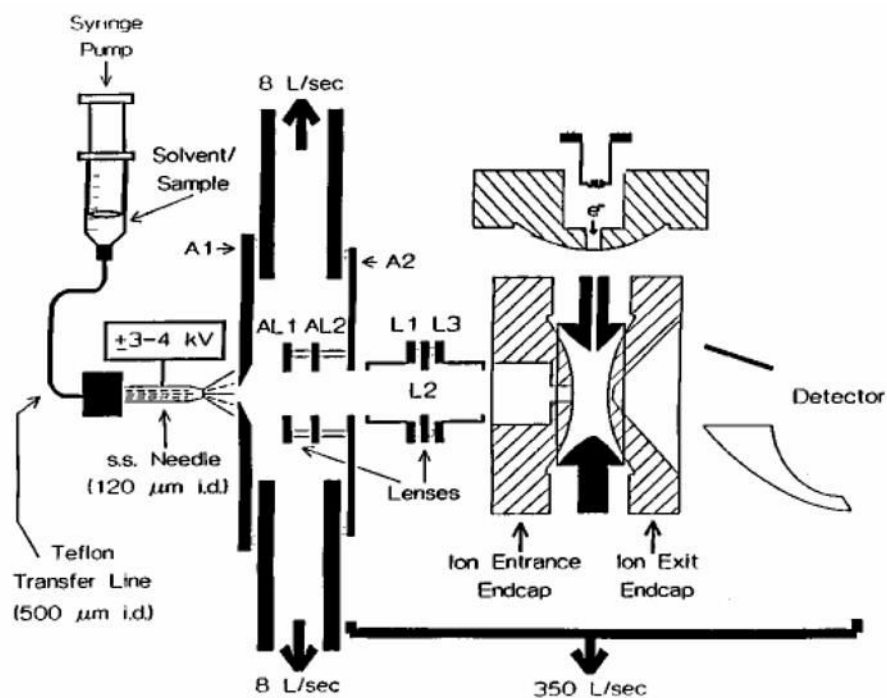 Syringe
Pump
8 L/sec
Solvent/
Sample
e-
A1
A2
AL1 AL2
L1 L3
±3-4 kV
L2
Detector
s.s. Needle
(120 μm i.d.)
Lenses
Teflon
Transfer Line
(500 μm i.d.)
Ion Entrance
Endcap
Ion Exit
Endcap
8 L/sec
350 L/sec